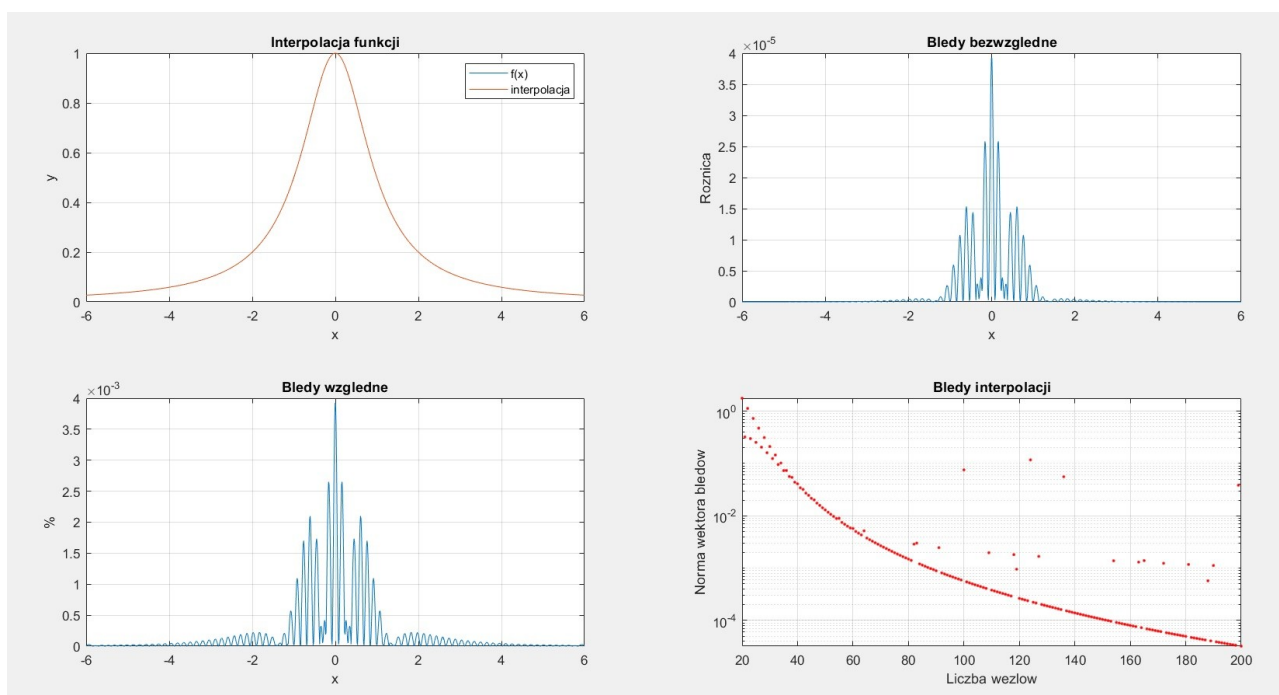 Interpolacja funkcji
1
0.8
0.6
0.4
0.2
0
y
f(x)
interpolacja
-6 -4 -2 0 2 4 6
x
Bledy bezwzgledne
×10-5
4
3.5
3
2.5
2
1.5
1
0.5
0
Roznica
-6 -4 -2 0 2 4 6
x
Bledy wzgledne
×10-3
4
3.5
3
2.5
2
1.5
1
0.5
0
%
-6 -4 -2 0 2 4 6
x
Bledy interpolacji
100
10-2
10-4
Norma wektora bledow
20 40 60 80 100 120 140 160 180 200
Liczba wezlow